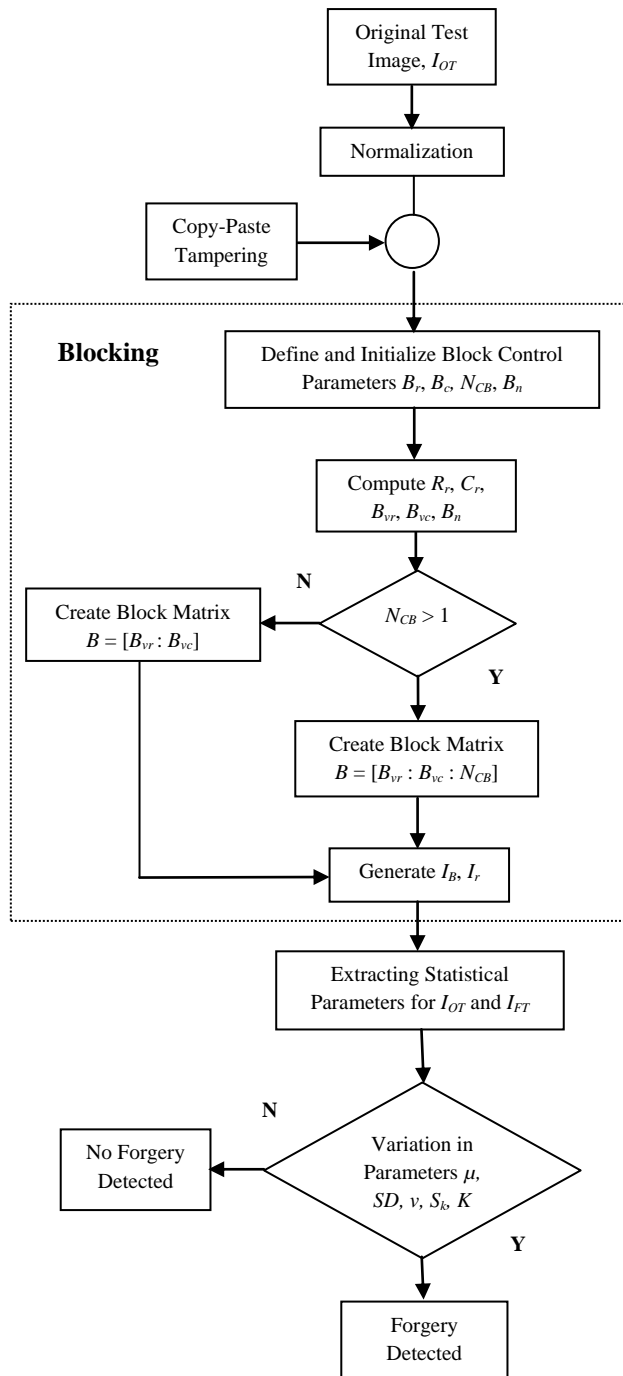 Original Test
Image, I_OT
Normalization
Copy-Paste
Tampering
Blocking
Define and Initialize Block Control
Parameters B_r, B_c, N_CB, B_n
Compute R_r, C_r,
B_vr, B_vc, B_n
N
N_CB > 1
Create Block Matrix
B = [B_vr : B_vc]
Y
Create Block Matrix
B = [B_vr : B_vc : N_CB]
Generate I_B, I_r
Extracting Statistical
Parameters for I_OT and I_FT
N
Variation in
Parameters μ,
SD, v, S_k, K
No Forgery
Detected
Y
Forgery
Detected